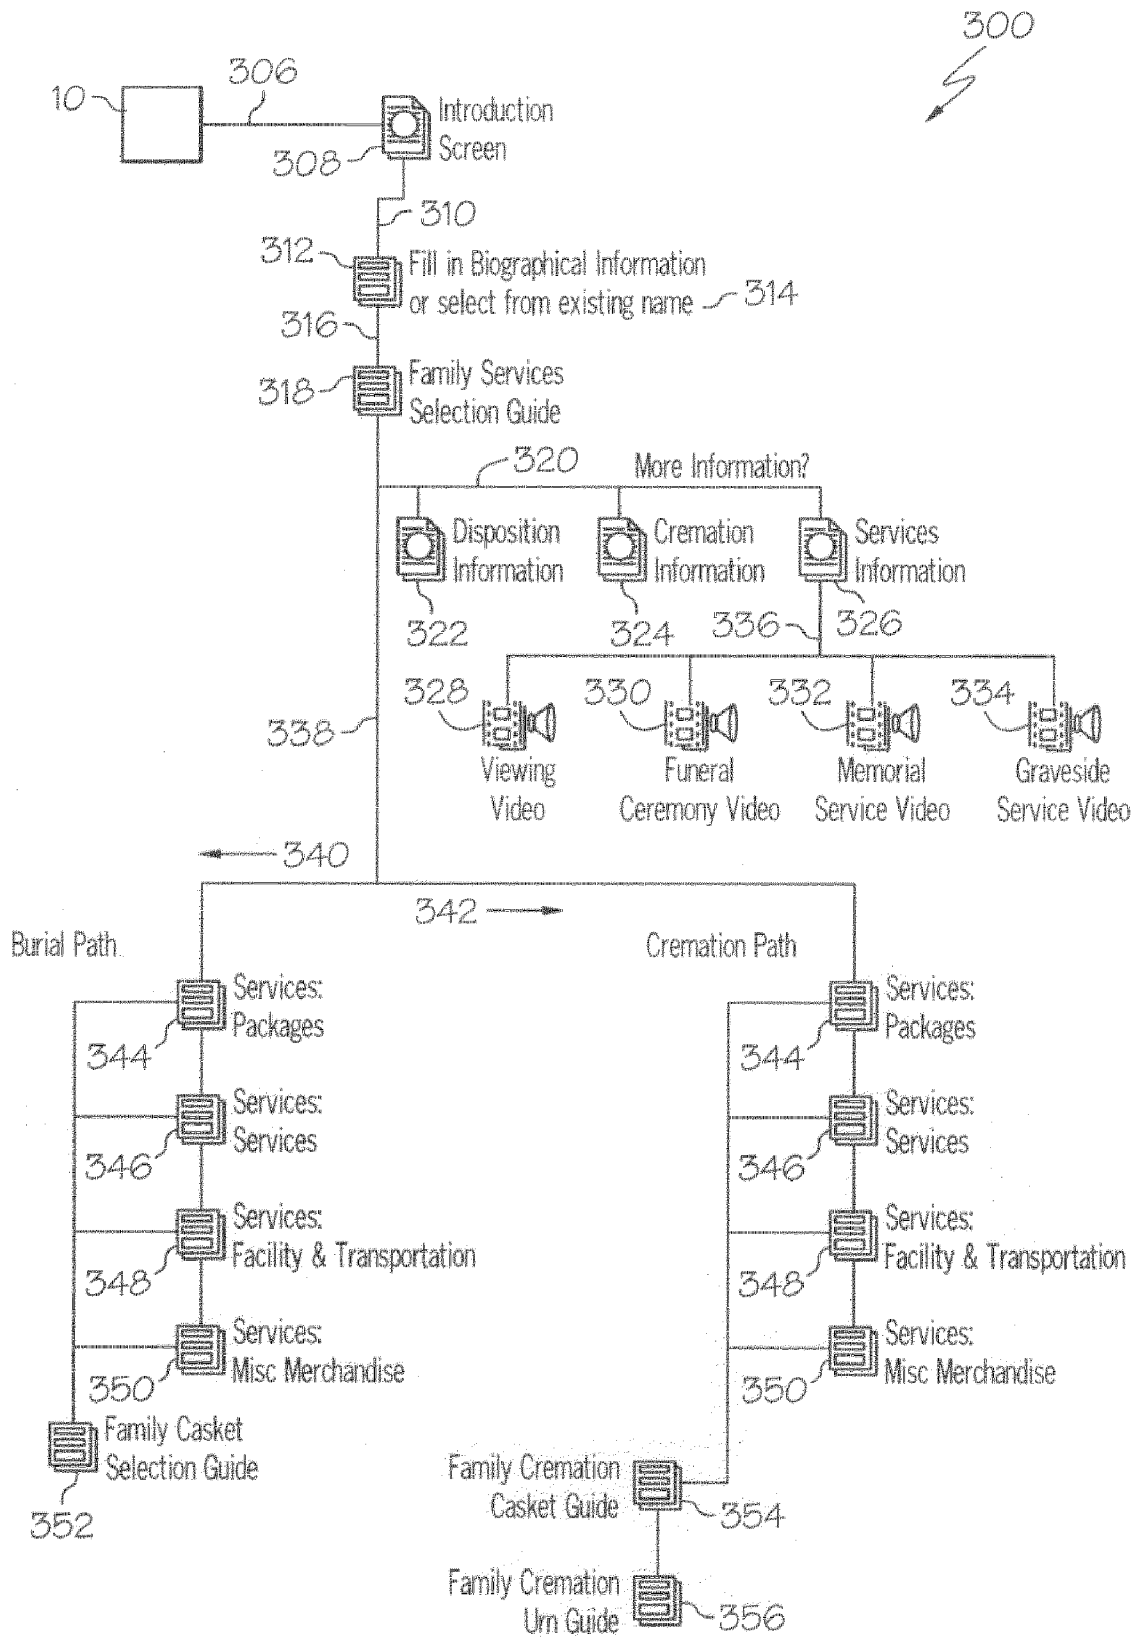 300
306
10
Introduction
Screen
308
310
312
Fill in Biographical Information
or select from existing name
314
316
318
Family Services
Selection Guide
320
More Information?
Disposition
Information
Cremation
Information
Services
Information
322
324
336
326
328
330
332
334
338
Viewing
Video
Funeral
Ceremony Video
Memorial
Service Video
Graveside
Service Video
340
342
Burial Path
Cremation Path
Services:
Packages
344
Services:
Packages
344
Services:
Services
346
Services:
Services
346
Services:
Facility & Transportation
348
Services:
Facility & Transportation
348
Services:
Misc Merchandise
350
Services:
Misc Merchandise
350
Family Casket
Selection Guide
352
Family Cremation
Casket Guide
354
Family Cremation
Urn Guide
356